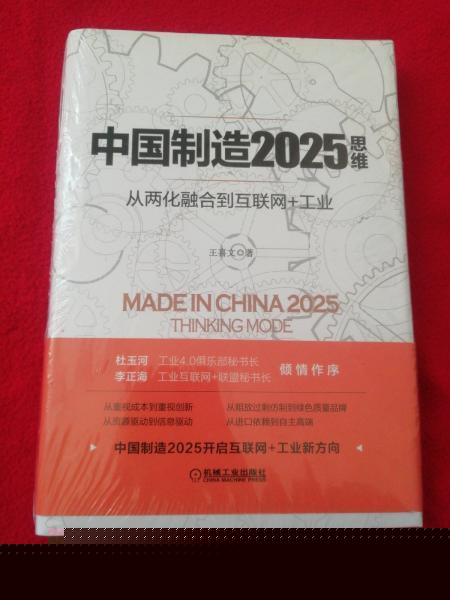 中国制造2025思维
从两化融合到互联网+工业
王喜文◎著
MADE IN CHINA 2025
THINKING MODE
杜玉河 工业4.0俱乐部秘书长
李正海 工业互联网+联盟秘书长
倾情作序
从重视成本到重视创新 从粗放过剩仿制到绿色质量品牌
从资源驱动到信息驱动 从进口依赖到自主高端
中国制造2025开启互联网+工业新方向
机械工业出版社
CHINA MACHINE PRESS